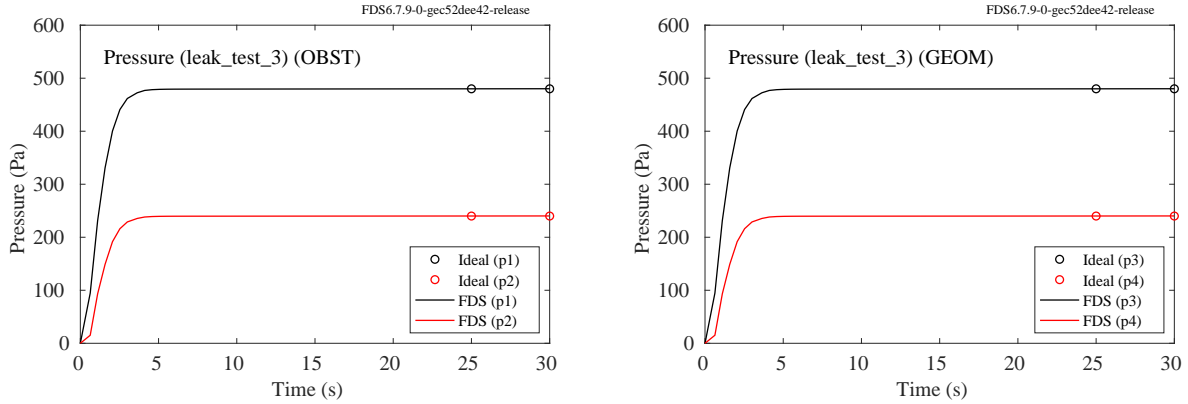 FDS6.7.9-0-gec52dee42-release
Pressure (leak_test_3) (OBST)
Pressure (Pa)
600
500
400
300
200
100
0
0 5 10 15 20 25 30
Time (s)
Ideal (p1)
Ideal (p2)
FDS (p1)
FDS (p2)
FDS6.7.9-0-gec52dee42-release
Pressure (leak_test_3) (GEOM)
Pressure (Pa)
600
500
400
300
200
100
0
0 5 10 15 20 25 30
Time (s)
Ideal (p3)
Ideal (p4)
FDS (p3)
FDS (p4)